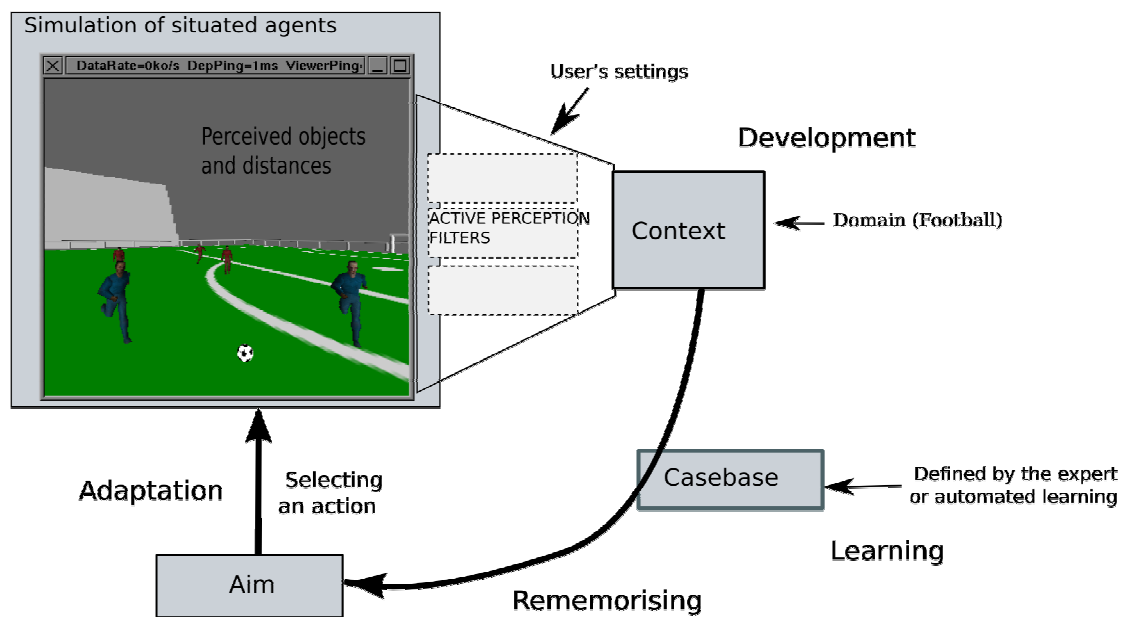 Simulation of situated agents
DataRate=0ko/s DepPing=1ms ViewerPing:
Perceived objects
and distances
User's settings
Development
ACTIVE PERCEPTION
FILTERS
Context
Domain (Football)
Casebase
Defined by the expert
or automated learning
Learning
Adaptation
Selecting
an action
Aim
Rememorising